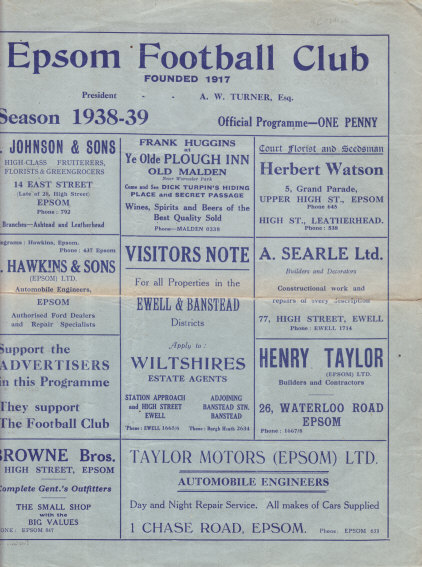 Epsom Football Club
FOUNDED 1917
President - - A. W. TURNER, Esq.
Season 1938-39 Official Programme—ONE PENNY
. JOHNSON & SONS
HIGH-CLASS FRUITERERS,
FLORISTS & GREENGROCERS
14 EAST STREET
(Late of 28, High Street)
EPSOM
Phone : 792
Branches—Ashtead and Leatherhead
grams : Hawkins, Epsom.
Phone : 437 Epsom
. HAWKINS & SONS
(EPSOM) LTD.
Automobile Engineers,
EPSOM
Authorised Ford Dealers
and Repair Specialists
Support the
ADVERTISERS
in this Programme
They support
The Football Club
BROWNE Bros.
HIGH STREET, EPSOM
Complete Gent.'s Outfitters
THE SMALL SHOP
with the
BIG VALUES
ONE : EPSOM 867
FRANK HUGGINS
at
Ye Olde PLOUGH INN
OLD MALDEN
Near Worcester Park
Come and See DICK TURPIN'S HIDING
PLACE and SECRET PASSAGE
Wines, Spirits and Beers of the
Best Quality Sold
Phone—MALDEN 0338
VISITORS NOTE
For all Properties in the
EWELL & BANSTEAD
Districts
Apply to :
WILTSHIRES
ESTATE AGENTS
STATION APPROACH
and HIGH STREET
EWELL
'Phone : EWELL 1665/6
ADJOINING
BANSTEAD STN.
BANSTEAD
'Phone : Burgh Heath 2634
Court Florist and Seedsman
Herbert Watson
5, Grand Parade,
UPPER HIGH ST., EPSOM
Phone 645
HIGH ST., LEATHERHEAD.
Phone : 538
A. SEARLE Ltd.
Builders and Decorators
Constructional work and
repairs of every description
77, HIGH STREET, EWELL
Phone : EWELL 1714
HENRY TAYLOR
(EPSOM) LTD.
Builders and Contractors
26, WATERLOO ROAD
EPSOM
Phone : 1667/8
TAYLOR MOTORS (EPSOM) LTD.
AUTOMOBILE ENGINEERS
Day and Night Repair Service. All makes of Cars Supplied
1 CHASE ROAD, EPSOM. Phone: EPSOM 633